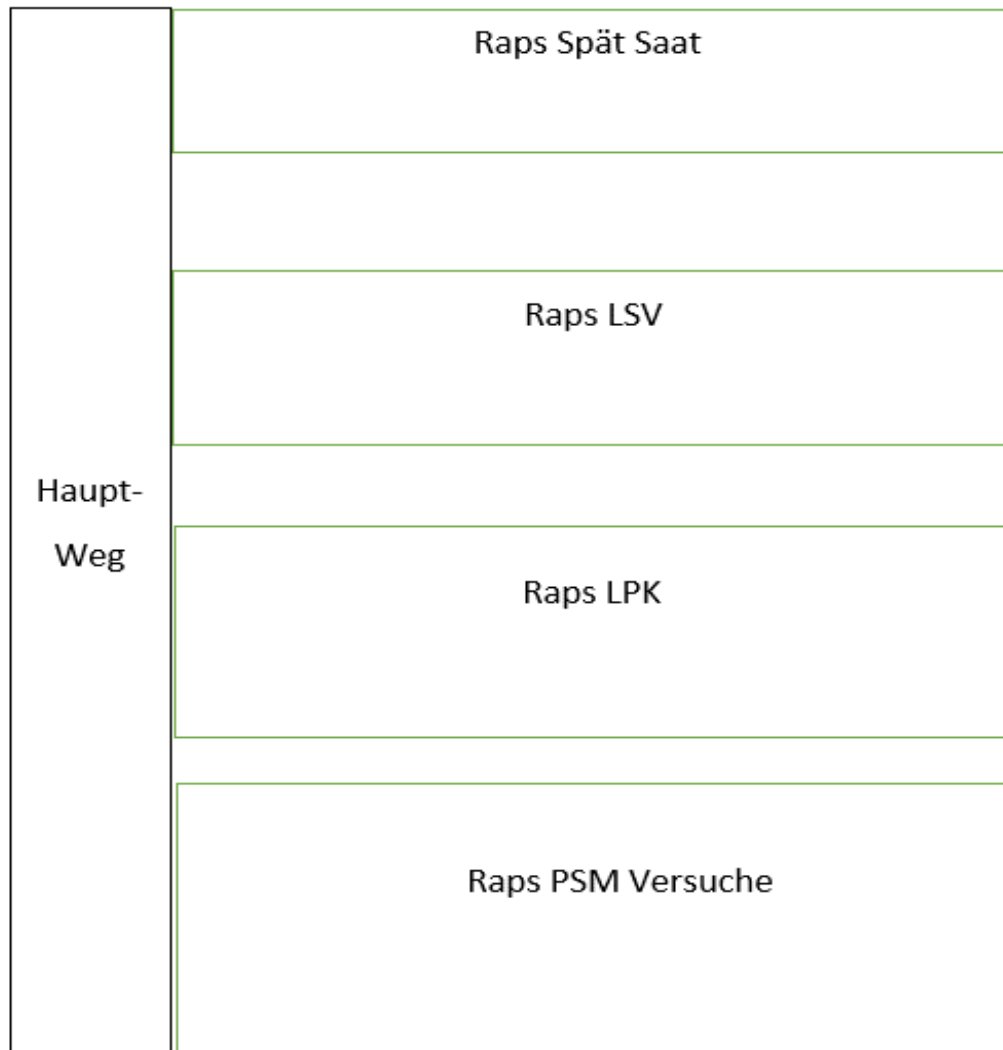 Raps Spät Saat
Raps LSV
Haupt-
Weg
Raps LPK
Raps PSM Versuche